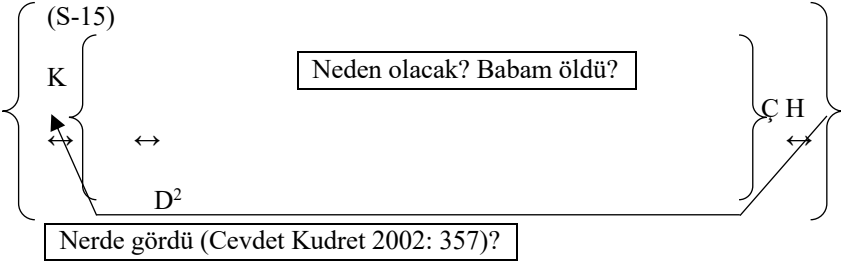 (S-15)
Neden olacak? Babam öldü?
K
Ç H
↔ ↔ ↔
D²
Nerde gördü (Cevdet Kudret 2002: 357)?